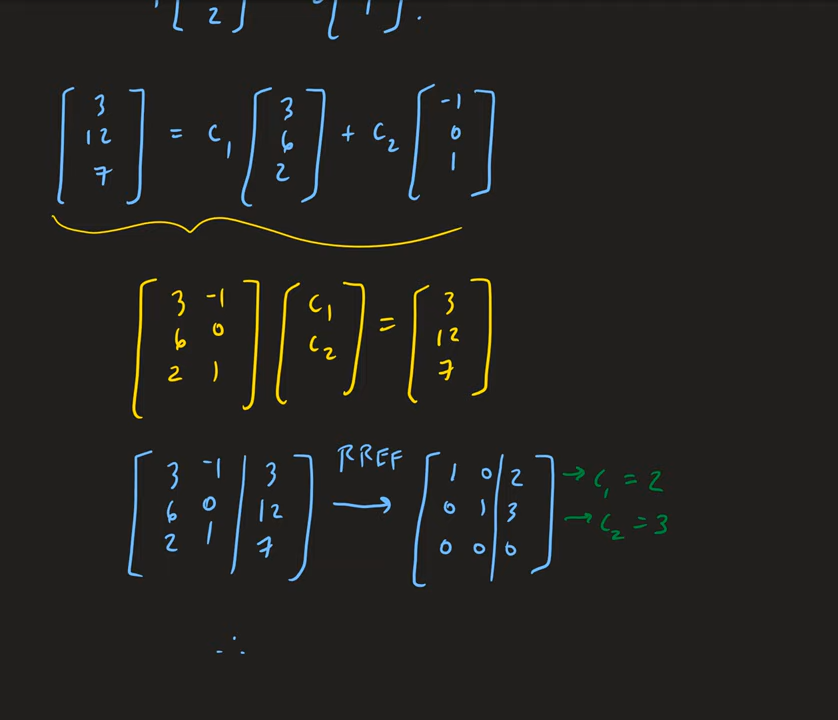 [ 2 ] [ 1 ].
[ 3 ; 12 ; 7 ] = c₁ [ 3 ; 6 ; 2 ] + c₂ [ -1 ; 0 ; 1 ]
[ 3 -1 ; 6 0 ; 2 1 ] [ c₁ ; c₂ ] = [ 3 ; 12 ; 7 ]
[ 3 -1 | 3 ; 6 0 | 12 ; 2 1 | 7 ] RREF → [ 1 0 | 2 ; 0 1 | 3 ; 0 0 | 0 ] → c₁ = 2 → c₂ = 3
∴